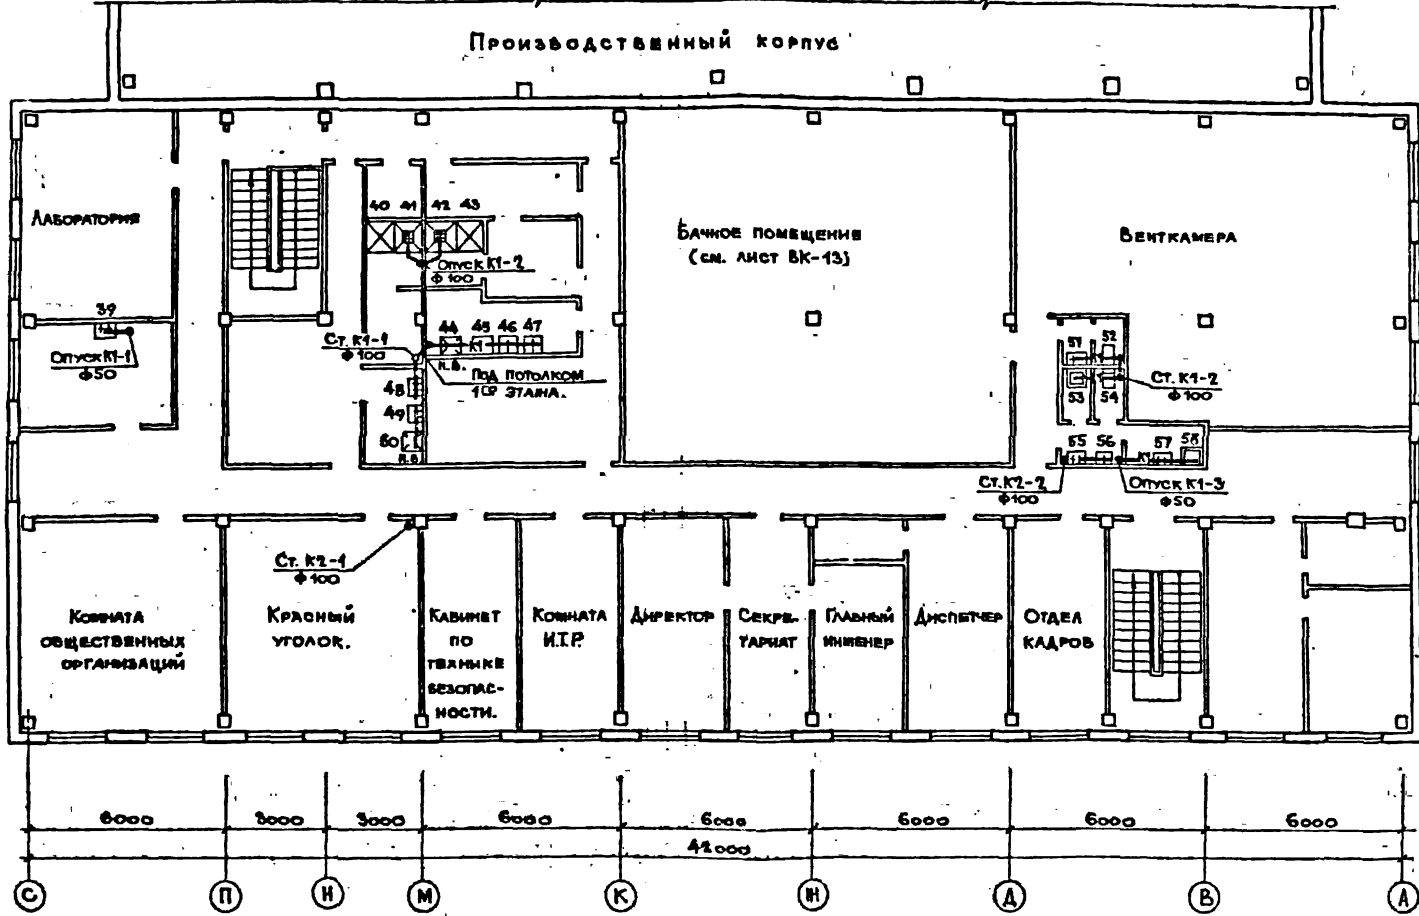 Производственный корпус
Лаборатория
40 41 42 43
Бачное помещение
(см. лист ВК-13)
Венткамера
Опуск К1-2
ф100
39
Опуск К1-1
ф50
Ст. К1-1
ф100
44 45 46 47
К1
К.В.
Под потолком
1го этажа.
48
49
50
К.В.
51 52
53 54
Ст. К1-2
ф100
55 56 57 58
К1
Ст. К2-2
ф100
Опуск К1-3
ф50
Ст. К2-1
ф100
Комната
общественных
организаций
Красный
уголок.
Кабинет
по
технике
безопас-
ности.
Комната
И.Т.Р.
Директор
Секре-
тариат
Главный
инженер
Диспетчер
Отдел
кадров
6000 3000 3000 6000 6000 6000 6000 6000
42000
С П Н М К Ж Д В А